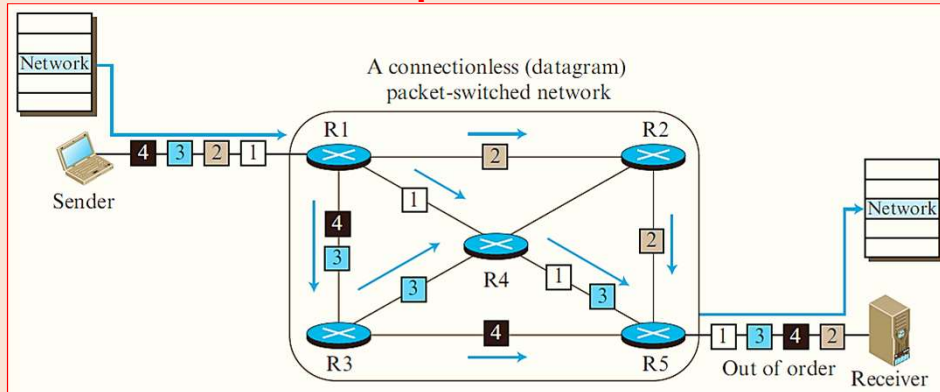 Network
A connectionless (datagram)
packet-switched network
R1
R2
2
4 3 2 1
Sender
1
4
3
Network
2
R4
3
1
3
R3
4
R5
1 3 4 2
Out of order
Receiver